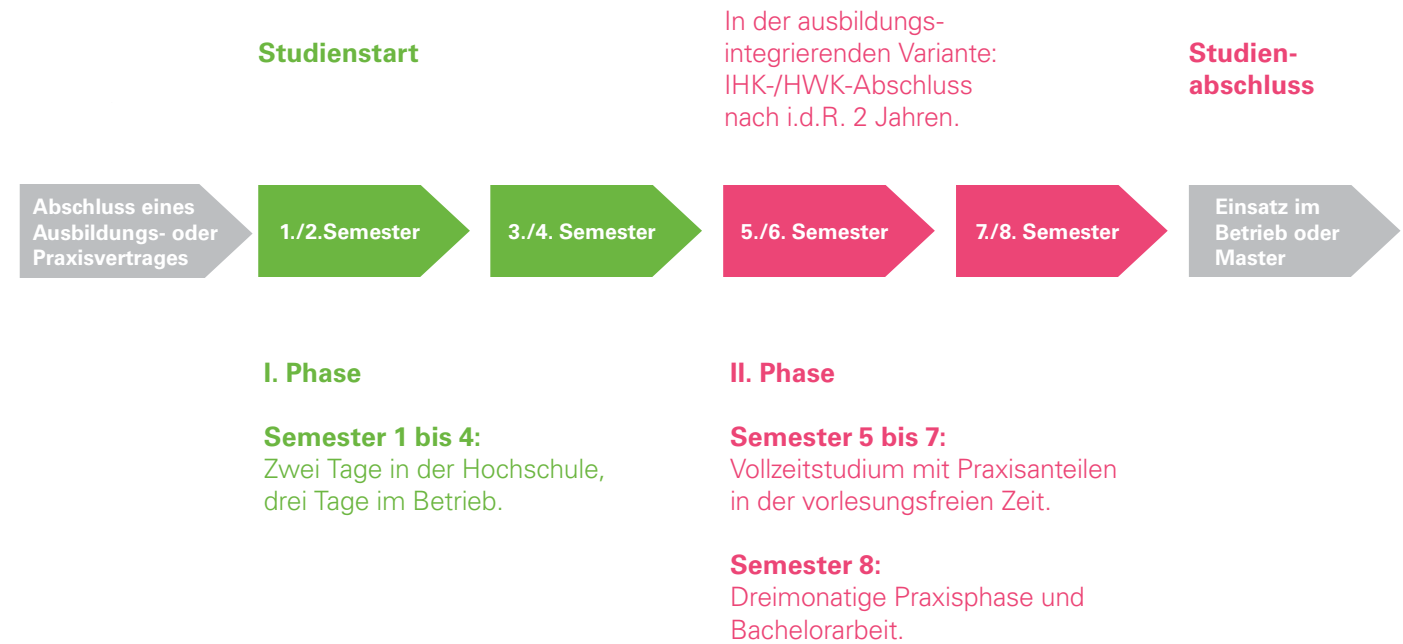 Studienstart
In der ausbildungs-
integrierenden Variante:
IHK-/HWK-Abschluss
nach i.d.R. 2 Jahren.
Studien-
abschluss
Abschluss eines
Ausbildungs- oder
Praxisvertrages
1./2.Semester
3./4. Semester
5./6. Semester
7./8. Semester
Einsatz im
Betrieb oder
Master
I. Phase
Semester 1 bis 4:
Zwei Tage in der Hochschule,
drei Tage im Betrieb.
II. Phase
Semester 5 bis 7:
Vollzeitstudium mit Praxisanteilen
in der vorlesungsfreien Zeit.
Semester 8:
Dreimonatige Praxisphase und
Bachelorarbeit.